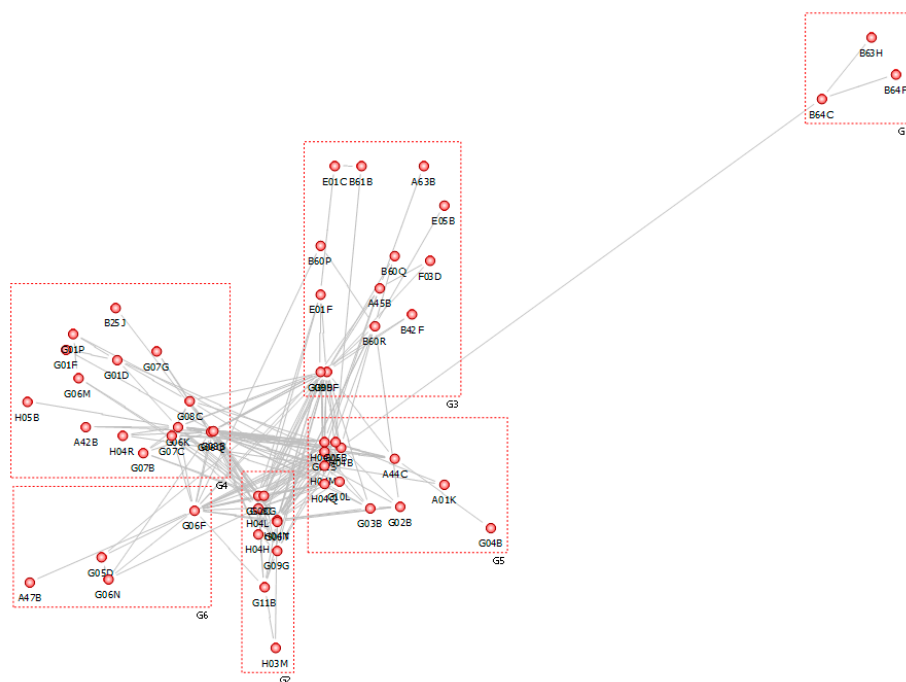 B63H
B64F
B64C
E01C
B61B
A63B
E05B
B60P
B60Q
F03D
E01F
A45B
B42F
B60R
G3
B25J
G01P
G01F
G01D
G07G
G06M
H05B
G08C
A42B
H04R
G06K
G07C
G07B
G4
H04B
A44C
A01K
G10L
G03B
G02B
G04B
G5
G06F
H04L
H04N
H04H
G09G
G05D
G06N
A47B
G11B
G6
H03M